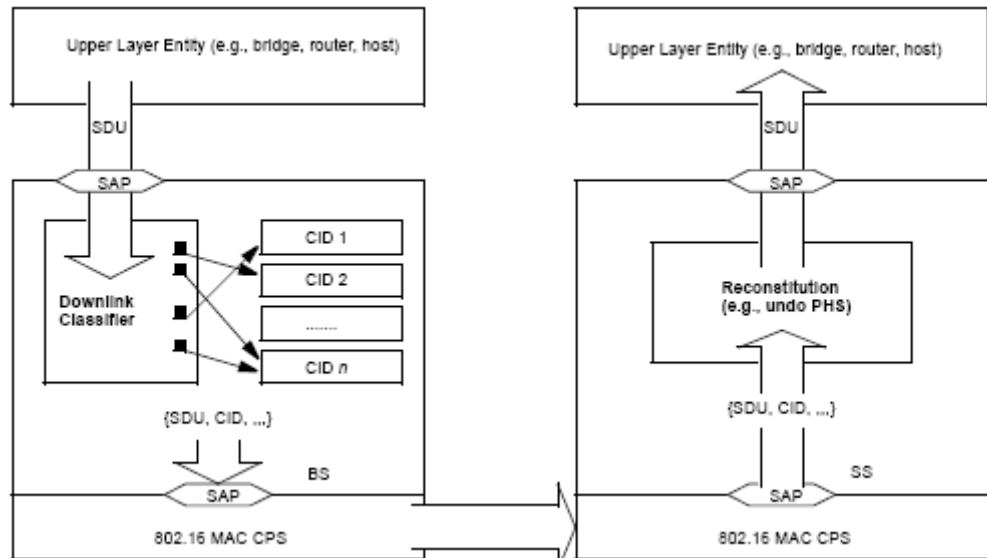 Upper Layer Entity (e.g., bridge, router, host)
SDU
SAP
Downlink
Classifier
CID 1
CID 2
........
CID n
{SDU, CID, ,,,}
BS
SAP
802.16 MAC CPS
Upper Layer Entity (e.g., bridge, router, host)
SDU
SAP
Reconstitution
(e.g., undo PHS)
{SDU, CID, ,,,}
SS
SAP
802.16 MAC CPS